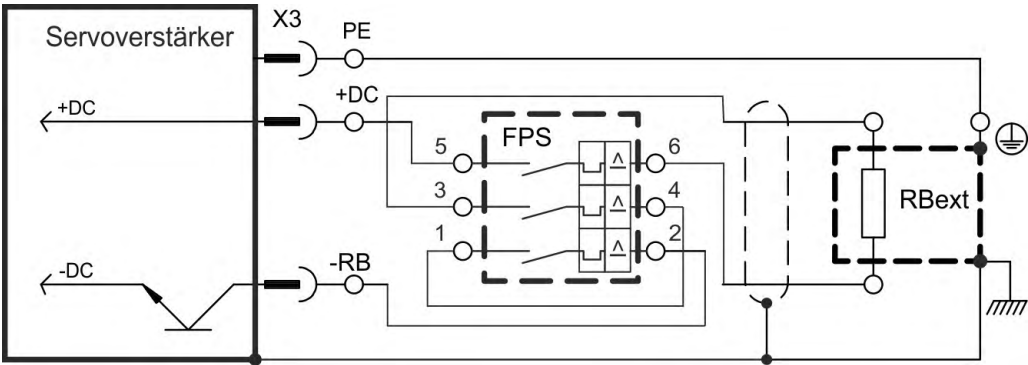 X3
Servoverstärker
PE
+DC
+DC
FPS
5
6
3
4
RBext
1
2
-DC
-RB